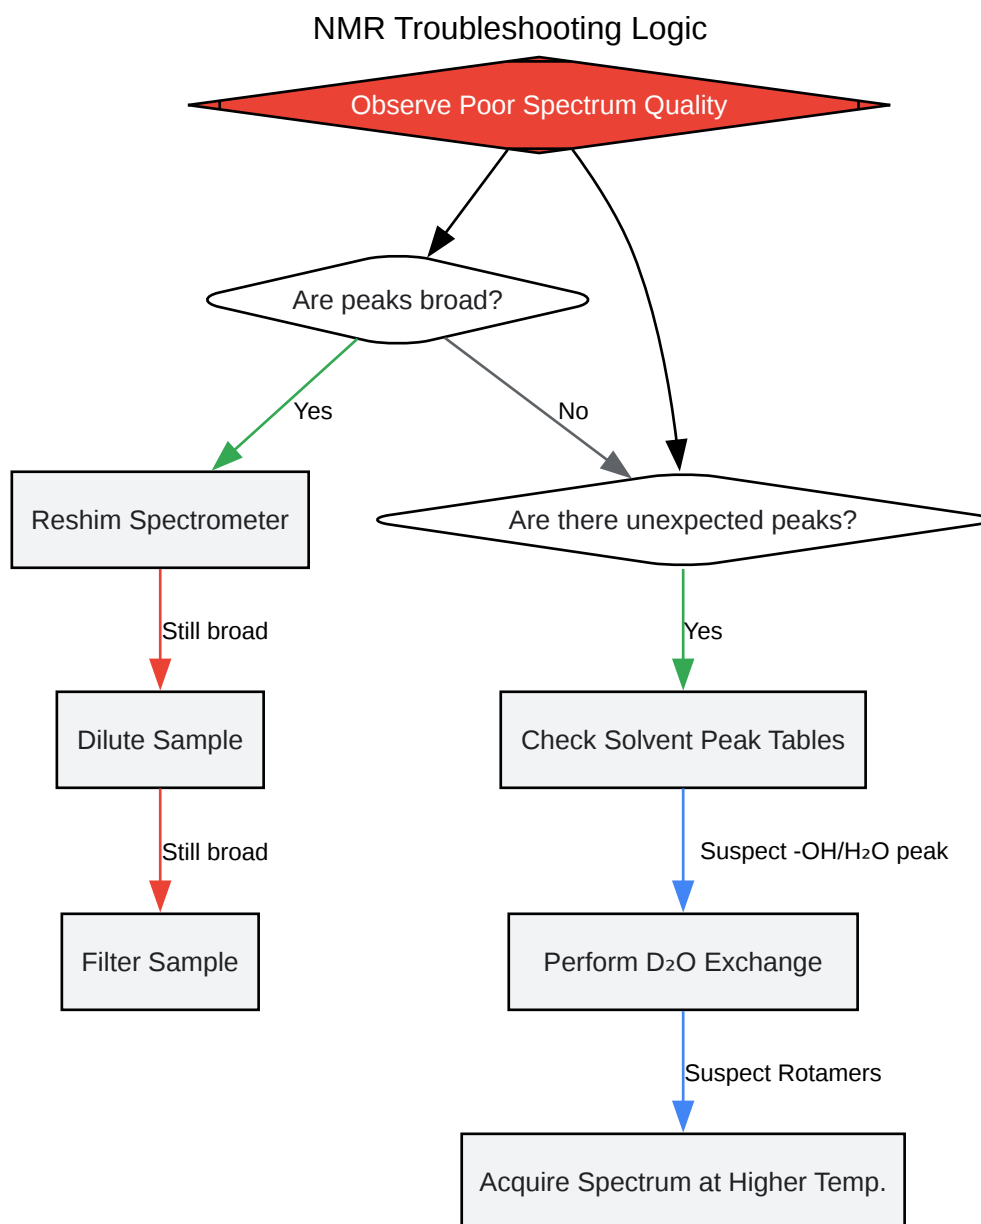 NMR Troubleshooting Logic
Observe Poor Spectrum Quality
Are peaks broad?
Yes
No
Reshim Spectrometer
Are there unexpected peaks?
Still broad
Yes
Dilute Sample
Check Solvent Peak Tables
Still broad
Suspect -OH/H₂O peak
Filter Sample
Perform D₂O Exchange
Suspect Rotamers
Acquire Spectrum at Higher Temp.